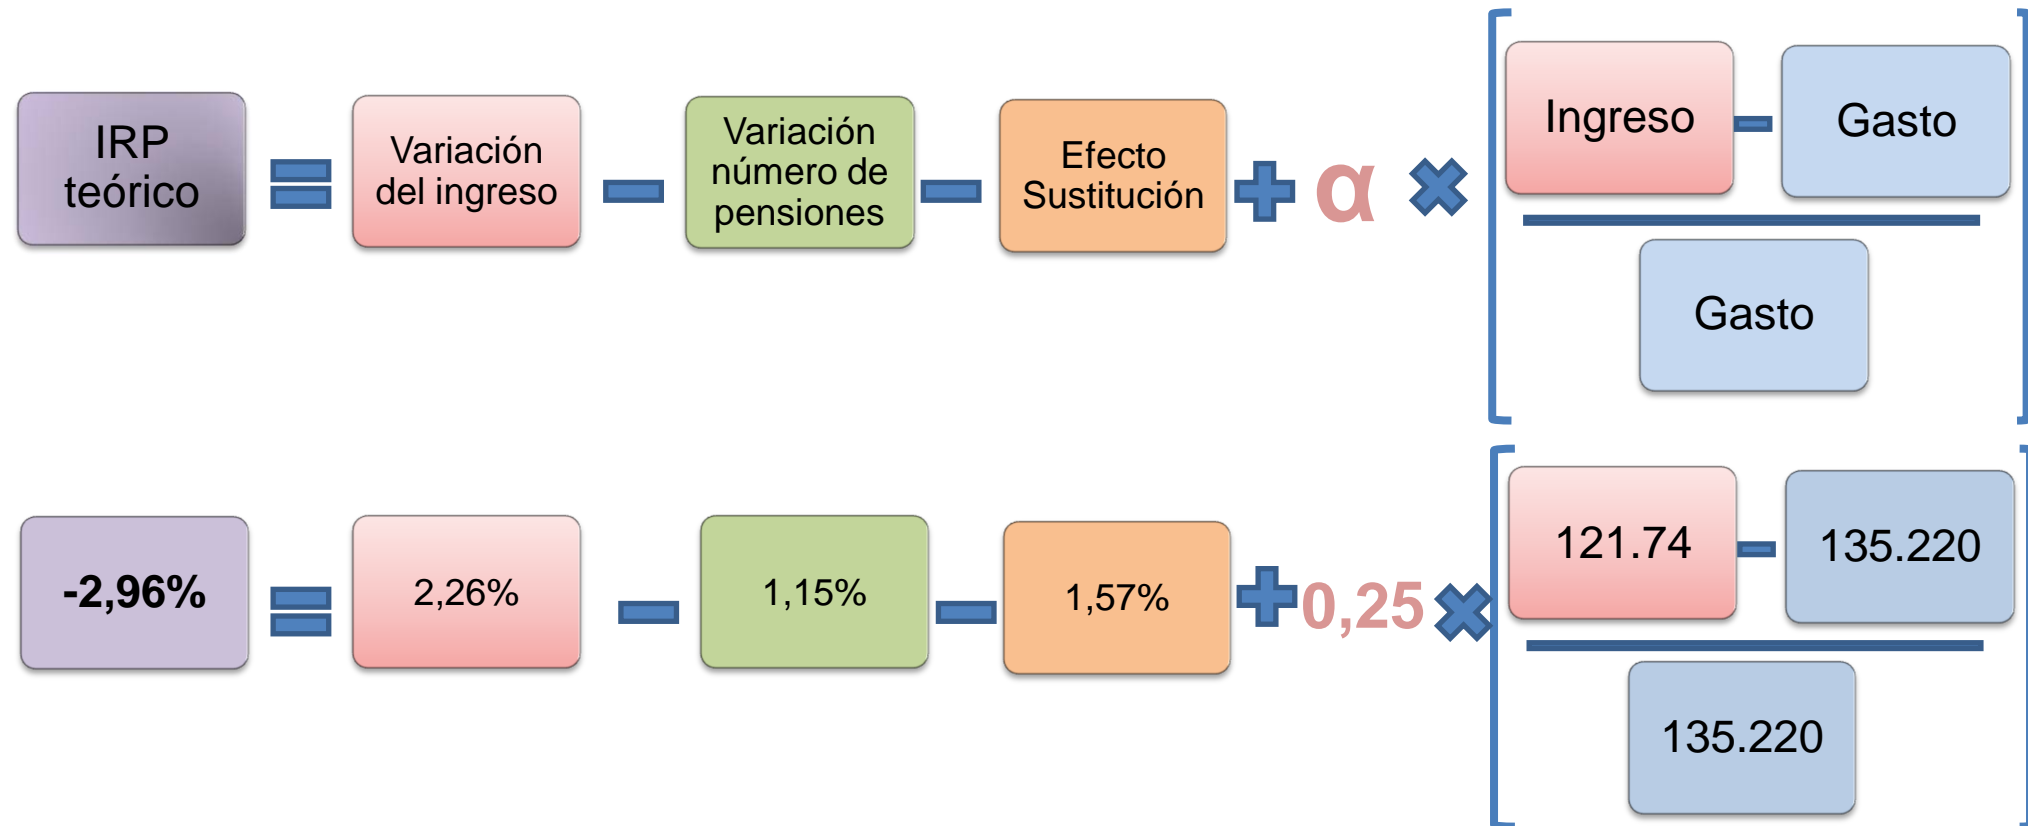 IRP
teórico
Variación
del ingreso
Variación
número de
pensiones
Efecto
Sustitución
α
Ingreso
Gasto
Gasto
-2,96%
2,26%
1,15%
1,57%
0,25
121.74
135.220
135.220